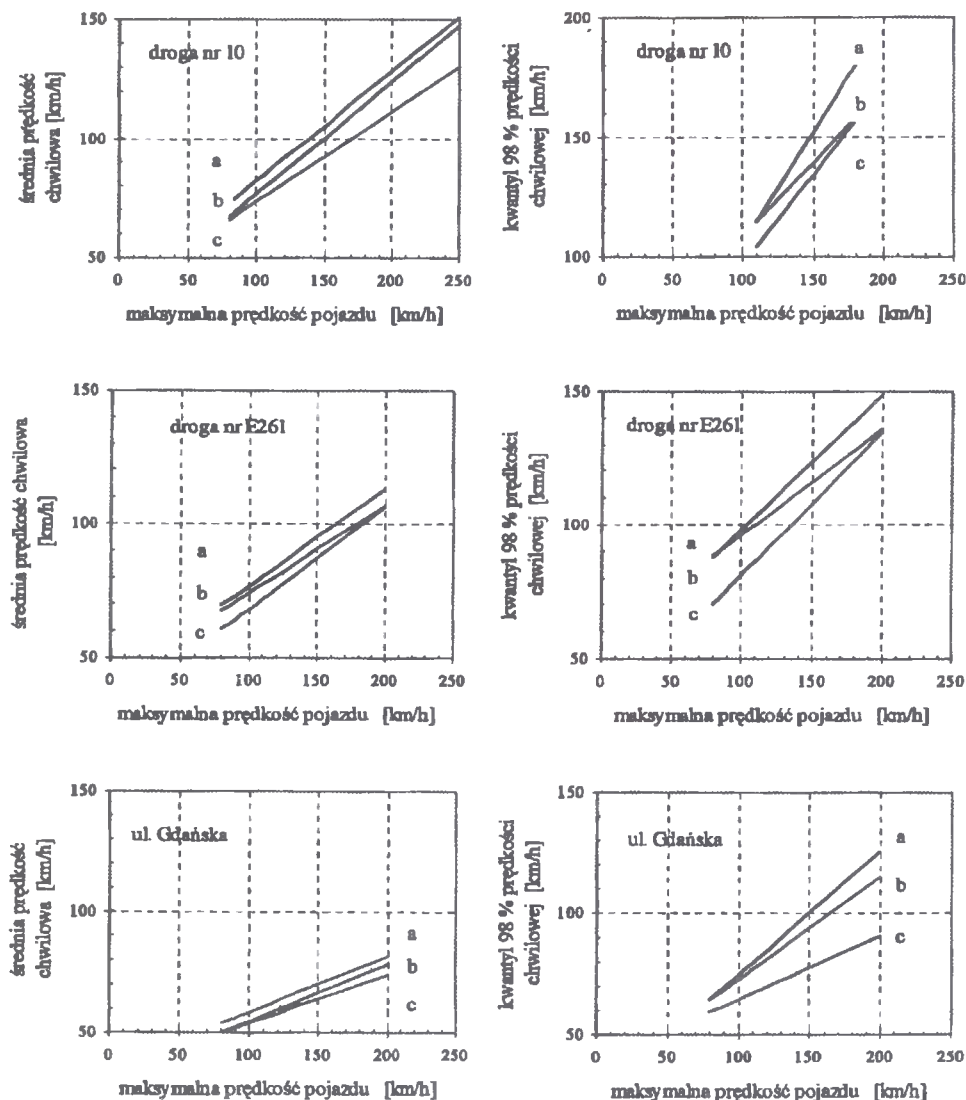 średnia prędkość
chwilowa [km/h]
150
100
50
droga nr 10
a
b
c
0 50 100 150 200 250
maksymalna prędkość pojazdu [km/h]
kwantyl 98 % prędkości
chwilowej [km/h]
200
150
100
droga nr 10
a
b
c
0 50 100 150 200 250
maksymalna prędkość pojazdu [km/h]
średnia prędkość chwilowa
[km/h]
150
100
50
droga nr E261
a
b
c
0 50 100 150 200 250
maksymalna prędkość pojazdu [km/h]
kwantyl 98 % prędkości
chwilowej [km/h]
150
100
50
droga nr E261
a
b
c
0 50 100 150 200 250
maksymalna prędkość pojazdu [km/h]
średnia prędkość
chwilowa [km/h]
150
100
50
ul. Gdańska
a
b
c
0 50 100 150 200 250
maksymalna prędkość pojazdu [km/h]
kwantyl 98 % prędkości
chwilowej [km/h]
150
100
50
ul. Gdańska
a
b
c
0 50 100 150 200 250
maksymalna prędkość pojazdu [km/h]